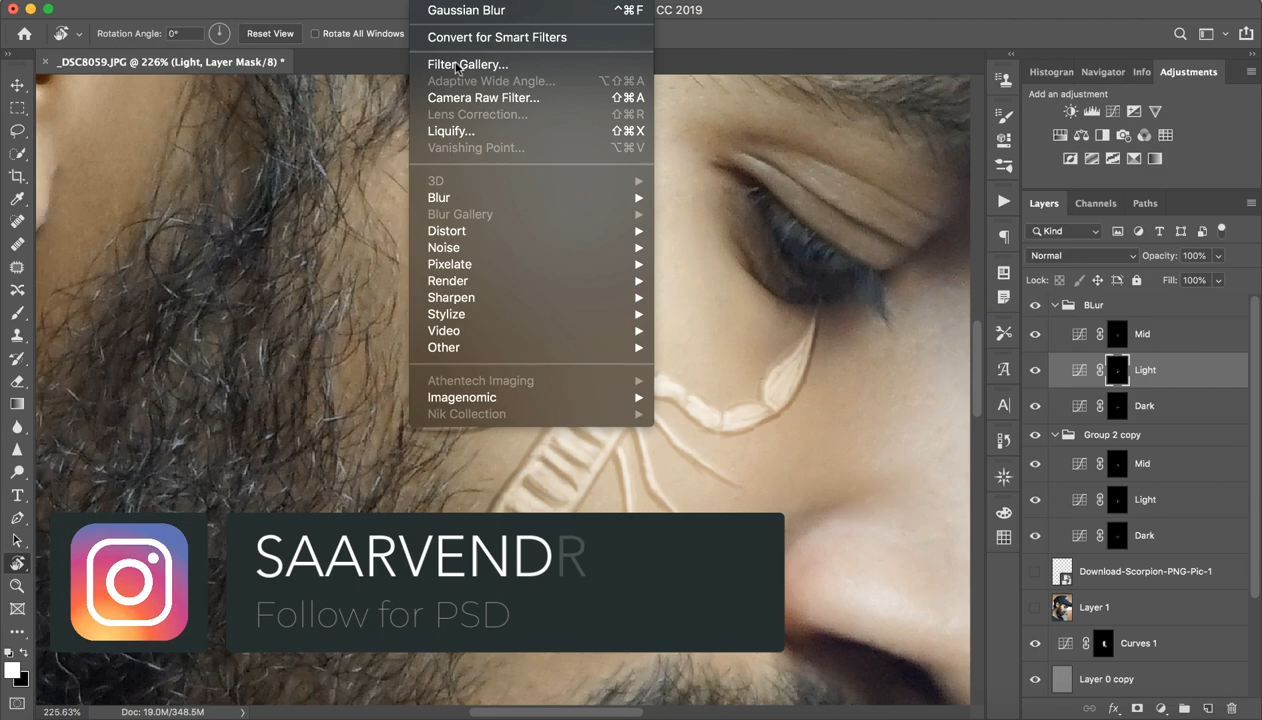 Gaussian Blur ^⌘F
CC 2019
Rotation Angle: 0° Reset View Rotate All Windows
Convert for Smart Filters
_DSC8059.JPG @ 226% (Light, Layer Mask/8) *
Filter Gallery...
Adaptive Wide Angle... ⌥⇧⌘A
Camera Raw Filter... ⇧⌘A
Lens Correction... ⇧⌘R
Liquify... ⇧⌘X
Vanishing Point... ⌥⌘V
3D
Blur
Blur Gallery
Distort
Noise
Pixelate
Render
Sharpen
Stylize
Video
Other
Athentech Imaging
Imagenomic
Nik Collection
Histogran Navigator Info Adjustments
Add an adjustment
Layers Channels Paths
Kind
Normal Opacity: 100%
Lock: Fill: 100%
BLur
Mid
Light
Dark
Group 2 copy
Mid
Light
Dark
Download-Scorpion-PNG-Pic-1
Layer 1
Curves 1
Layer 0 copy
SAARVENDR
Follow for PSD
225.63% Doc: 19.0M/348.5M